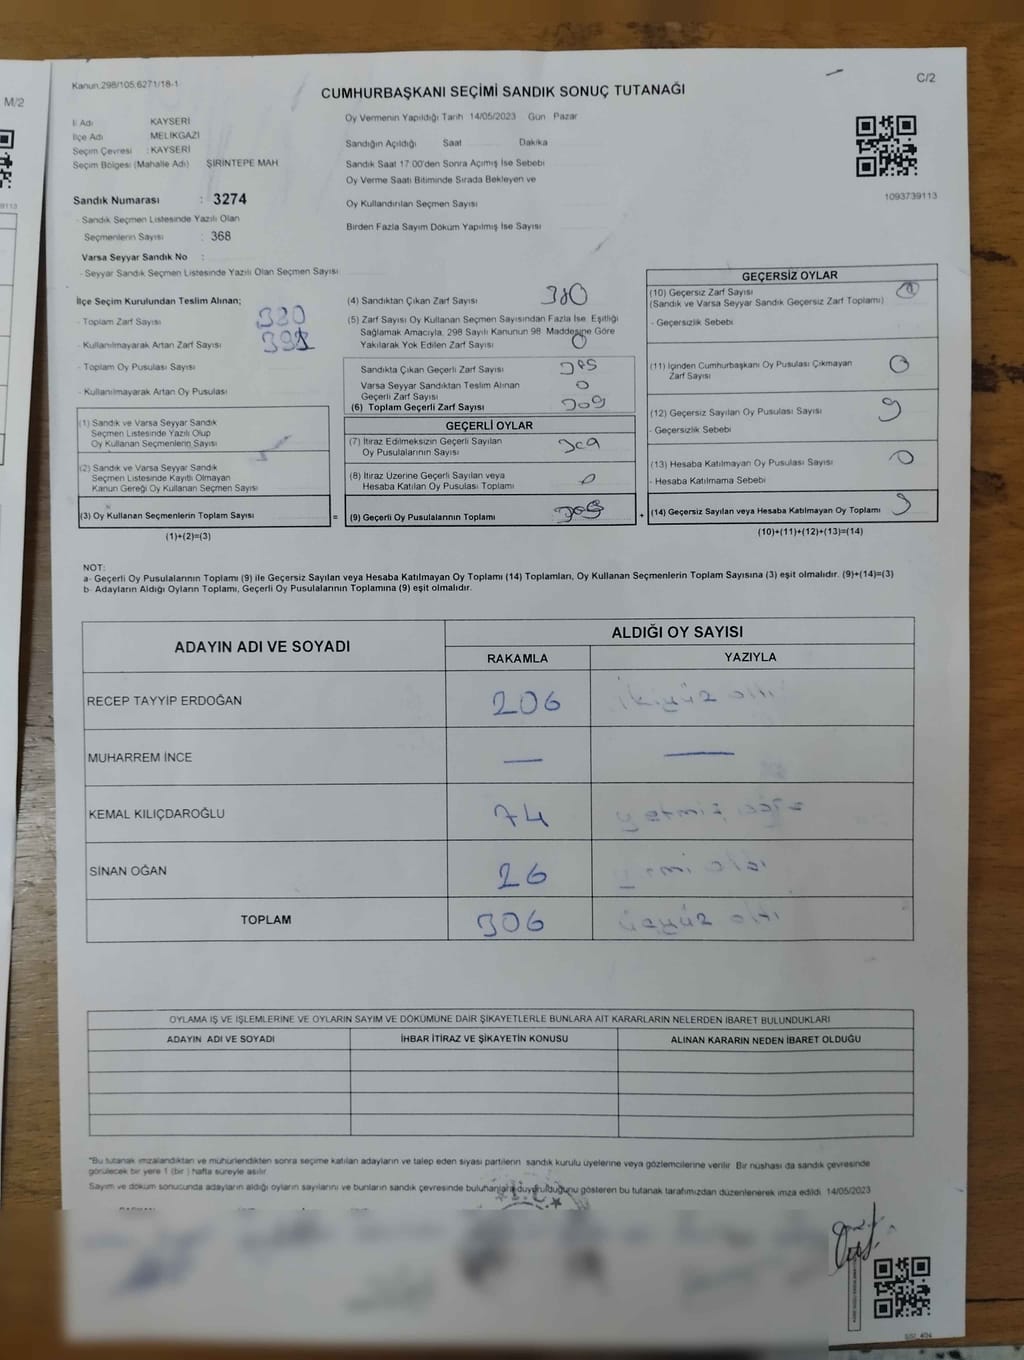 M/2
Kanun:298/105;6271/18-1
C/2
CUMHURBAŞKANI SEÇİMİ SANDIK SONUÇ TUTANAĞI
İl Adı KAYSERİ
İlçe Adı MELİKGAZİ
Seçim Çevresi : KAYSERİ
Seçim Bölgesi (Mahalle Adı) ŞİRİNTEPE MAH
Oy Vermenin Yapıldığı Tarih 14/05/2023 Gün Pazar
Sandığın Açıldığı Saat Dakika
Sandık Saat 17:00'den Sonra Açımış İse Sebebi
Oy Verme Saati Bitiminde Sırada Bekleyen ve
Oy Kullandırılan Seçmen Sayısı
Birden Fazla Sayım Döküm Yapılmış İse Sayısı
1093739113
Sandık Numarası : 3274
- Sandık Seçmen Listesinde Yazılı Olan
Seçmenlerin Sayısı : 368
Varsa Seyyar Sandık No :
- Seyyar Sandık Seçmen Listesinde Yazılı Olan Seçmen Sayısı
İlçe Seçim Kurulundan Teslim Alınan;
- Toplam Zarf Sayısı
- Kullanılmayarak Artan Zarf Sayısı
- Toplam Oy Pusulası Sayısı
- Kullanılmayarak Artan Oy Pusulası
(1) Sandık ve Varsa Seyyar Sandık
Seçmen Listesinde Yazılı Olup
Oy Kullanan Seçmenlerin Sayısı
(2) Sandık ve Varsa Seyyar Sandık
Seçmen Listesinde Kayıtlı Olmayan
Kanun Gereği Oy Kullanan Seçmen Sayısı
(3) Oy Kullanan Seçmenlerin Toplam Sayısı
(1)+(2)=(3)
(4) Sandıktan Çıkan Zarf Sayısı 380
(5) Zarf Sayısı Oy Kullanan Seçmen Sayısından Fazla İse, Eşitliği
Sağlamak Amacıyla, 298 Sayılı Kanunun 98. Maddesine Göre
Yakılarak Yok Edilen Zarf Sayısı 0
Sandıkta Çıkan Geçerli Zarf Sayısı
Varsa Seyyar Sandıktan Teslim Alınan
Geçerli Zarf Sayısı 0
(6) Toplam Geçerli Zarf Sayısı
GEÇERLİ OYLAR
(7) İtiraz Edilmeksizin Geçerli Sayılan
Oy Pusulalarının Sayısı
(8) İtiraz Üzerine Geçerli Sayılan veya
Hesaba Katılan Oy Pusulası Toplamı 0
= (9) Geçerli Oy Pusulalarının Toplamı
GEÇERSİZ OYLAR
(10) Geçersiz Zarf Sayısı
(Sandık ve Varsa Seyyar Sandık Geçersiz Zarf Toplamı)
- Geçersizlik Sebebi
(11) İçinden Cumhurbaşkanı Oy Pusulası Çıkmayan
Zarf Sayısı 0
(12) Geçersiz Sayılan Oy Pusulası Sayısı 9
- Geçersizlik Sebebi
(13) Hesaba Katılmayan Oy Pusulası Sayısı 0
- Hesaba Katılmama Sebebi
+ (14) Geçersiz Sayılan veya Hesaba Katılmayan Oy Toplamı 9
(10)+(11)+(12)+(13)=(14)
NOT:
a- Geçerli Oy Pusulalarının Toplamı (9) ile Geçersiz Sayılan veya Hesaba Katılmayan Oy Toplamı (14) Toplamları, Oy Kullanan Seçmenlerin Toplam Sayısına (3) eşit olmalıdır. (9)+(14)=(3)
b- Adayların Aldığı Oyların Toplamı, Geçerli Oy Pusulalarının Toplamına (9) eşit olmalıdır.
ADAYIN ADI VE SOYADI ALDIĞI OY SAYISI
RAKAMLA YAZIYLA
RECEP TAYYİP ERDOĞAN 206 ikiyüz altı
MUHARREM İNCE — —
KEMAL KILIÇDAROĞLU 74 yetmiş
SİNAN OĞAN 26
TOPLAM 306 üçyüz altı
OYLAMA İŞ VE İŞLEMLERİNE VE OYLARIN SAYIM VE DÖKÜMÜNE DAİR ŞİKAYETLERLE BUNLARA AİT KARARLARIN NELERDEN İBARET BULUNDUKLARI
ADAYIN ADI VE SOYADI İHBAR İTİRAZ VE ŞİKAYETİN KONUSU ALINAN KARARIN NEDEN İBARET OLDUĞU
*Bu tutanak imzalandıktan ve mühürlendikten sonra seçime katılan adayların ve talep eden siyasi partilerin sandık kurulu üyelerine veya gözlemcilerine verilir. Bir nüshası da sandık çevresinde
görülecek bir yere 1 (bir) hafta süreyle asılır.
Sayım ve döküm sonucunda adayların aldığı oyların sayılarını ve bunların sandık çevresinde bulunanlara duyurulduğunu gösteren bu tutanak tarafımızdan düzenlenerek imza edildi. 14/05/2023